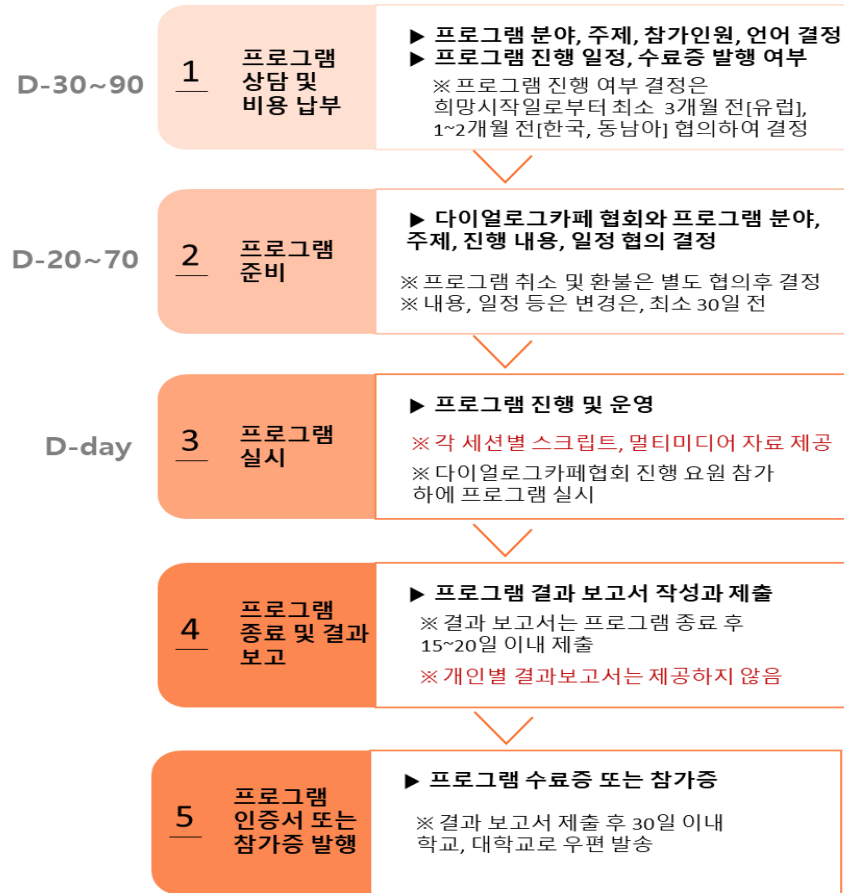 D-30~90
1
프로그램
상담 및
비용 납부
▶ 프로그램 분야, 주제, 참가인원, 언어 결정
▶ 프로그램 진행 일정, 수료증 발행 여부
※ 프로그램 진행 여부 결정은
희망시작일로부터 최소 3개월 전[유럽],
1~2개월 전[한국, 동남아] 협의하여 결정
D-20~70
2
프로그램
준비
▶ 다이얼로그카페 협회와 프로그램 분야,
주제, 진행 내용, 일정 협의 결정
※ 프로그램 취소 및 환불은 별도 협의후 결정
※ 내용, 일정 등은 변경은, 최소 30일 전
D-day
3
프로그램
실시
▶ 프로그램 진행 및 운영
※ 각 세션별 스크립트, 멀티미디어 자료 제공
※ 다이얼로그카페협회 진행 요원 참가
하에 프로그램 실시
4
프로그램
종료 및 결과
보고
▶ 프로그램 결과 보고서 작성과 제출
※ 결과 보고서는 프로그램 종료 후
15~20일 이내 제출
※ 개인별 결과보고서는 제공하지 않음
5
프로그램
인증서 또는
참가증 발행
▶ 프로그램 수료증 또는 참가증
※ 결과 보고서 제출 후 30일 이내
학교, 대학교로 우편 발송